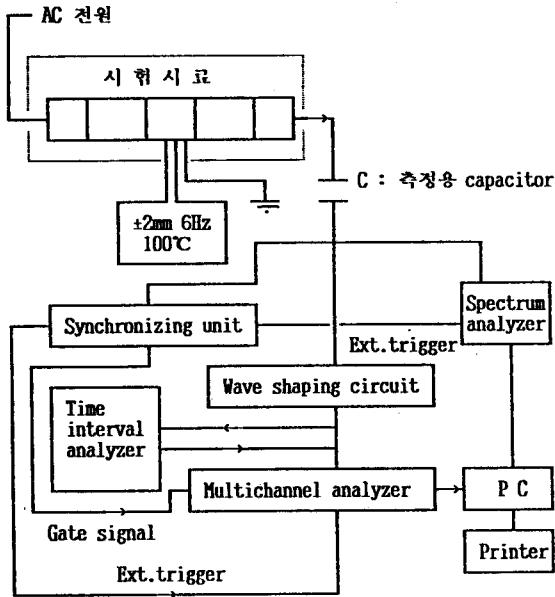 AC 전원
시 험 시 료
C : 측정용 capacitor
±2mm 6Hz
100℃
Spectrum
analyzer
Synchronizing unit
Ext.trigger
Wave shaping circuit
Time
interval
analyzer
Multichannel analyzer
P C
Gate signal
Printer
Ext.trigger